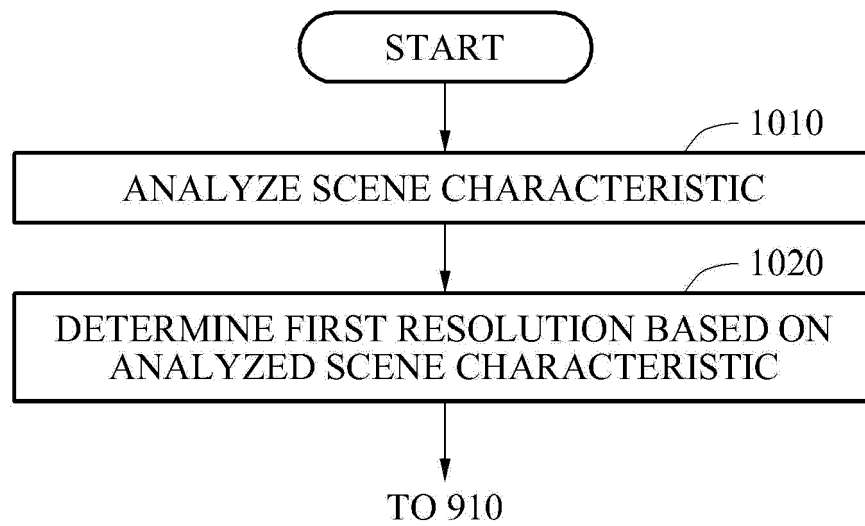 START
1010
ANALYZE SCENE CHARACTERISTIC
1020
DETERMINE FIRST RESOLUTION BASED ON
ANALYZED SCENE CHARACTERISTIC
TO 910